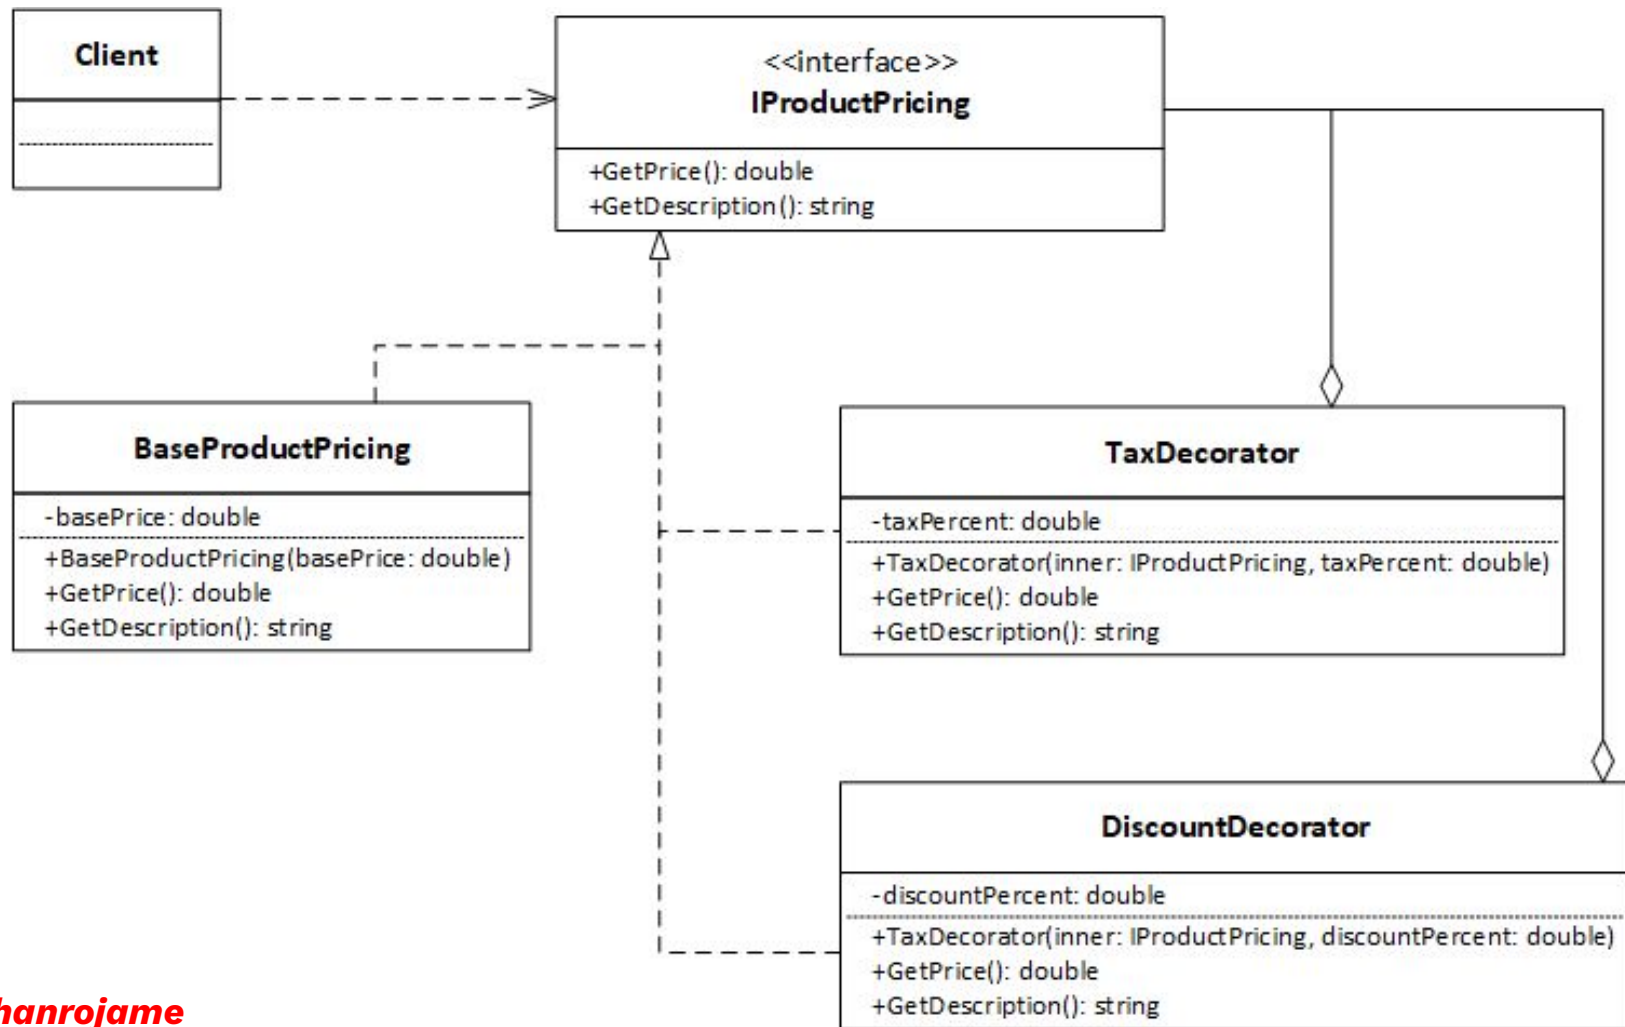 Client
<<interface>>
IProductPricing
+GetPrice(): double
+GetDescription(): string
BaseProductPricing
-basePrice: double
+BaseProductPricing(basePrice: double)
+GetPrice(): double
+GetDescription(): string
TaxDecorator
-taxPercent: double
+TaxDecorator(inner: IProductPricing, taxPercent: double)
+GetPrice(): double
+GetDescription(): string
DiscountDecorator
-discountPercent: double
+TaxDecorator(inner: IProductPricing, discountPercent: double)
+GetPrice(): double
+GetDescription(): string
hanrojame